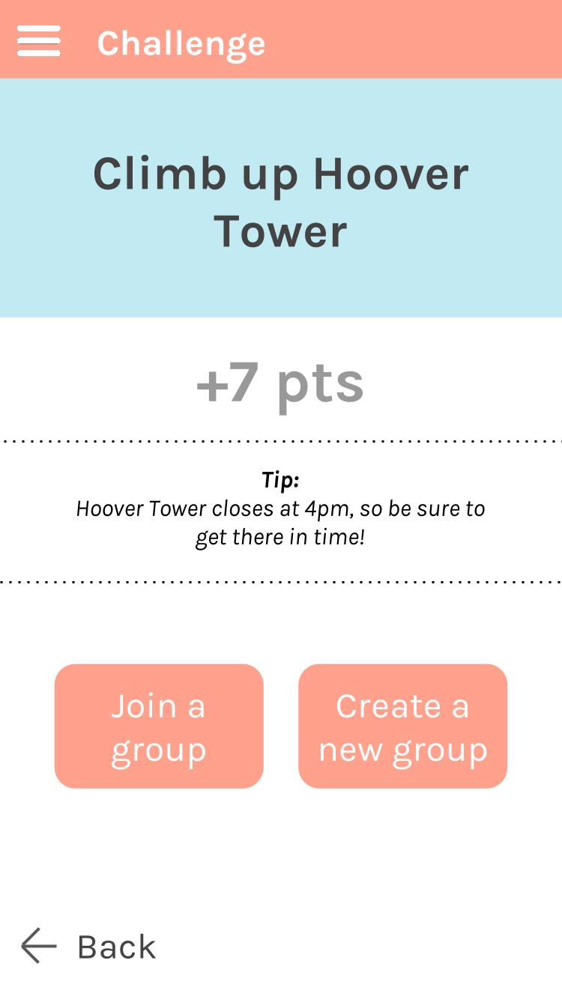 Challenge
Climb up Hoover
Tower
+7 pts
Tip:
Hoover Tower closes at 4pm, so be sure to
get there in time!
Join a
group
Create a
new group
Back